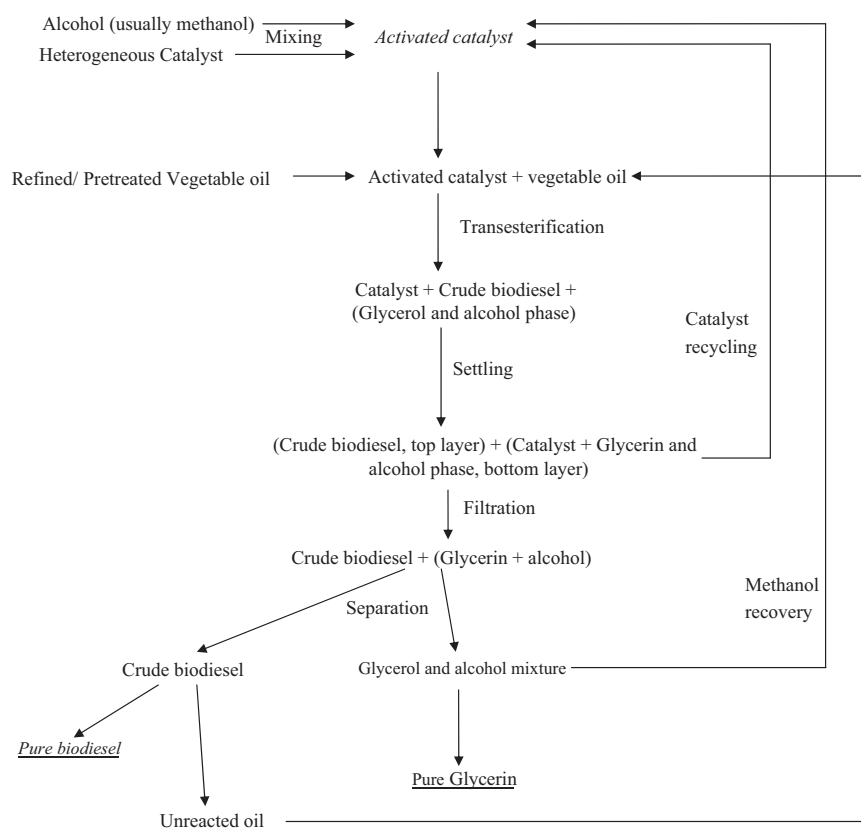 Alcohol (usually methanol)
Mixing
Activated catalyst
Heterogeneous Catalyst
Refined/ Pretreated Vegetable oil
Activated catalyst + vegetable oil
Transesterification
Catalyst + Crude biodiesel +
(Glycerol and alcohol phase)
Catalyst
recycling
Settling
(Crude biodiesel, top layer) + (Catalyst + Glycerin and
alcohol phase, bottom layer)
Filtration
Crude biodiesel + (Glycerin + alcohol)
Methanol
recovery
Separation
Crude biodiesel
Glycerol and alcohol mixture
Pure biodiesel
Pure Glycerin
Unreacted oil